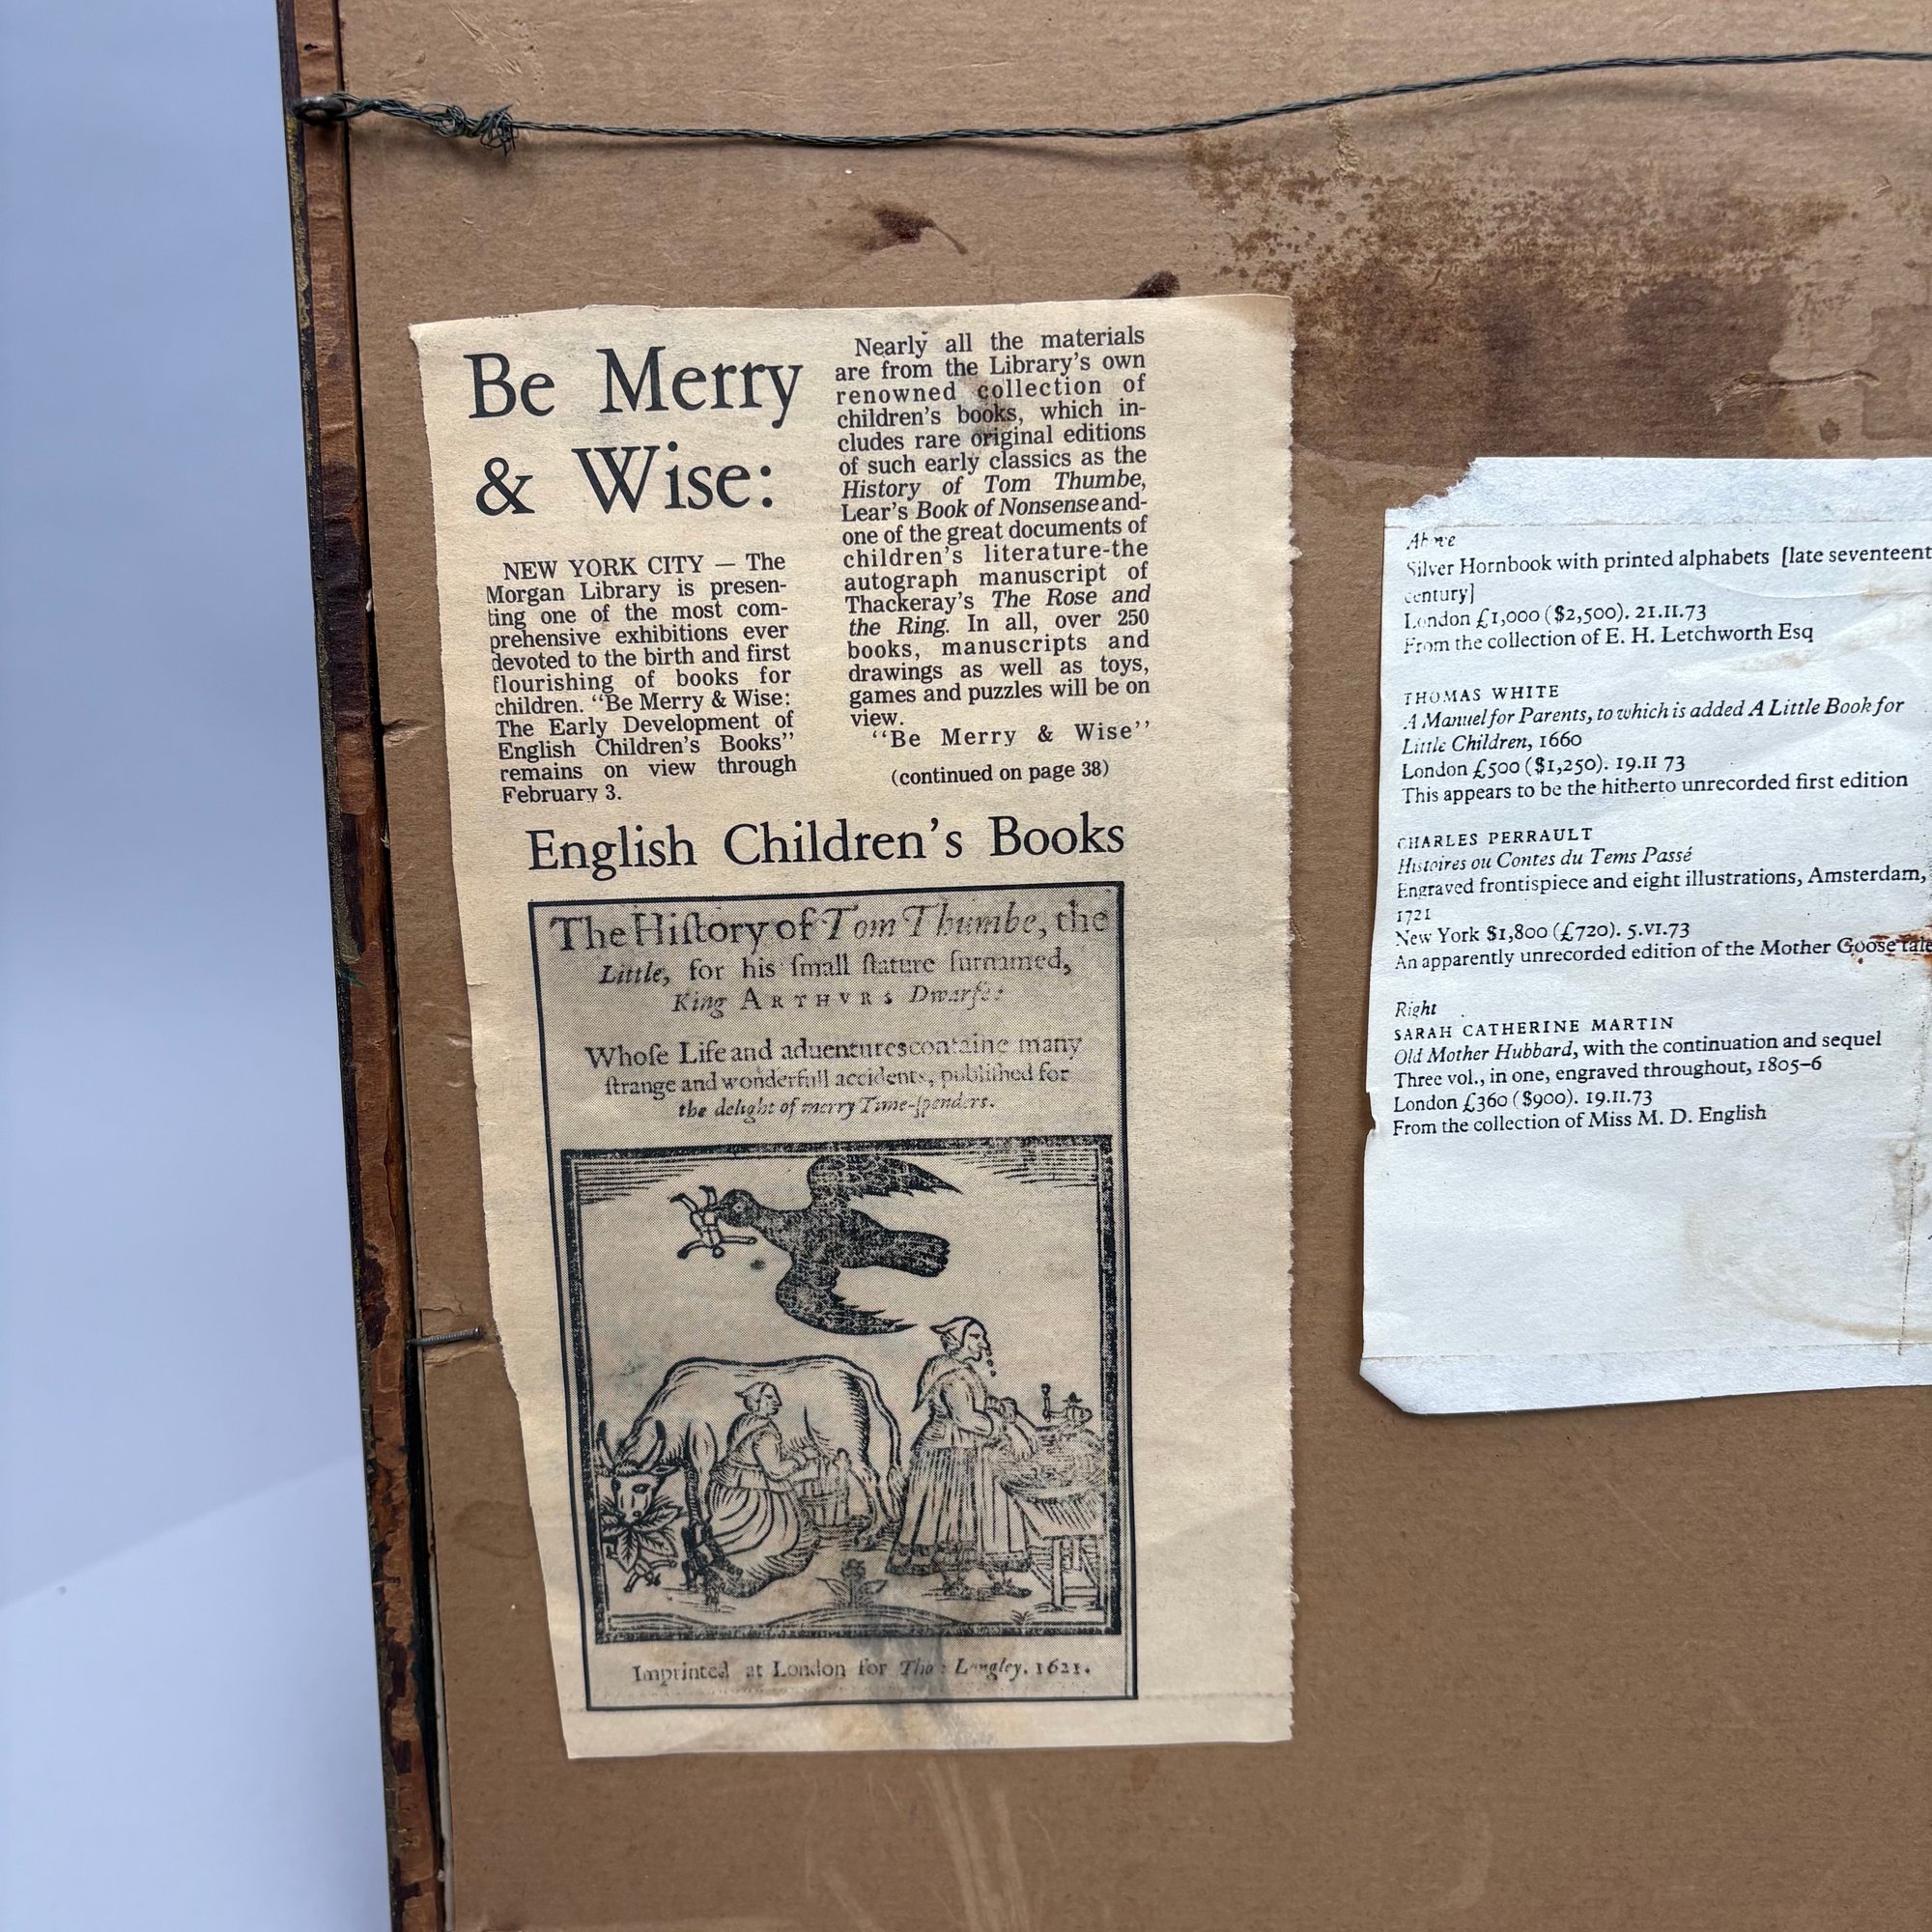 Be Merry
& Wise:
NEW YORK CITY — The
Morgan Library is presen-
ting one of the most com-
prehensive exhibitions ever
devoted to the birth and first
flourishing of books for
children. “Be Merry & Wise:
The Early Development of
English Children’s Books”
remains on view through
February 3.
Nearly all the materials
are from the Library’s own
renowned collection of
children’s books, which in-
cludes rare original editions
of such early classics as the
History of Tom Thumbe,
Lear’s Book of Nonsense and-
one of the great documents of
children’s literature-the
autograph manuscript of
Thackeray’s The Rose and
the Ring. In all, over 250
books, manuscripts and
drawings as well as toys,
games and puzzles will be on
view.
“Be Merry & Wise”
(continued on page 38)
English Children’s Books
The Hiſtory of Tom Thumbe, the
Little, for his ſmall ſtature ſurnamed,
King ARTHVRS Dwarfe:
Whoſe Life and aduentures containe many
ſtrange and wonderfull accidents, publiſhed for
the delight of merry Time-ſpenders.
Imprinted at London for Tho: Langley. 1621.
Above
Silver Hornbook with printed alphabets [late seventeent
century]
London £1,000 ($2,500). 21.II.73
From the collection of E. H. Letchworth Esq
THOMAS WHITE
A Manuel for Parents, to which is added A Little Book for
Little Children, 1660
London £500 ($1,250). 19.II 73
This appears to be the hitherto unrecorded first edition
CHARLES PERRAULT
Histoires ou Contes du Tems Passé
Engraved frontispiece and eight illustrations, Amsterdam,
1721
New York $1,800 (£720). 5.VI.73
An apparently unrecorded edition of the Mother Goose tale
Right
SARAH CATHERINE MARTIN
Old Mother Hubbard, with the continuation and sequel
Three vol., in one, engraved throughout, 1805–6
London £360 ($900). 19.II.73
From the collection of Miss M. D. English